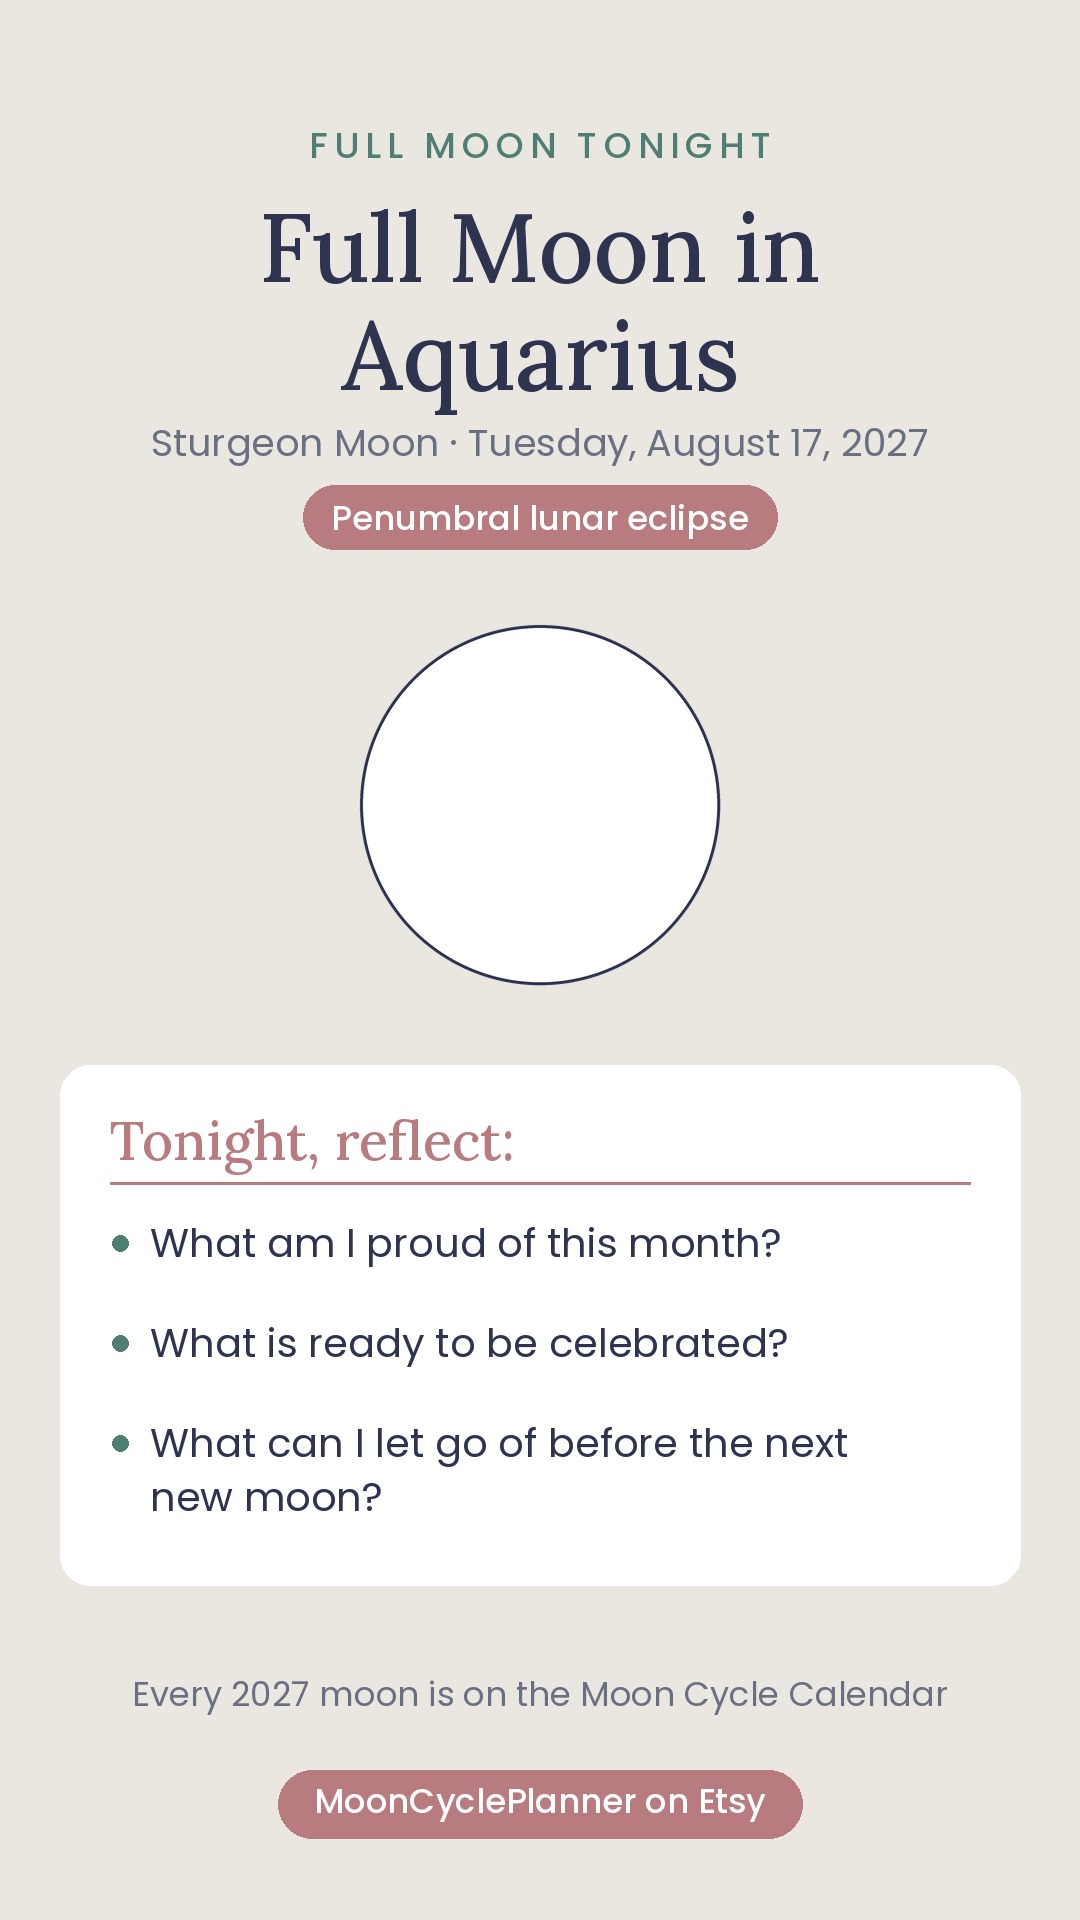 FULL MOON TONIGHT
Full Moon in
Aquarius
Sturgeon Moon · Tuesday, August 17, 2027
Penumbral lunar eclipse
Tonight, reflect:
What am I proud of this month?
What is ready to be celebrated?
What can I let go of before the next
new moon?
Every 2027 moon is on the Moon Cycle Calendar
MoonCyclePlanner on Etsy